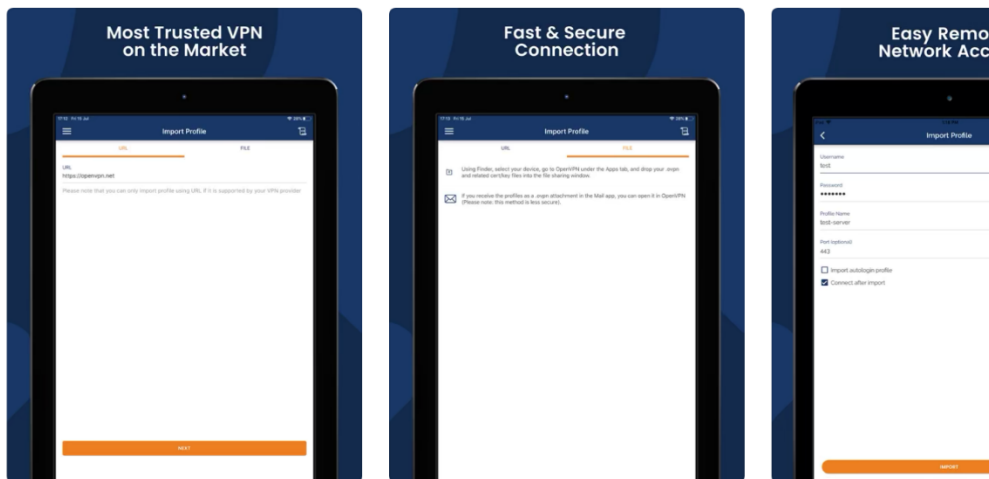 Most Trusted VPN
on the Market
Import Profile
URL
FILE
URL
https://openvpn.net
Please note that you can only import profile using URL if it is supported by your VPN provider
NEXT
Fast & Secure
Connection
Import Profile
URL
FILE
Using Finder, select your device, go to OpenVPN under the Apps tab, and drop your .ovpn
and related cert/key files into the file sharing window.
If you receive the profiles as a .ovpn attachment in the Mail app, you can open it in OpenVPN
(Please note: this method is less secure).
Easy Remo
Network Acc
Import Profile
Username
test
Password
•••••••
Profile Name
test-server
Port (optional)
443
Import autologin profile
Connect after import
IMPORT